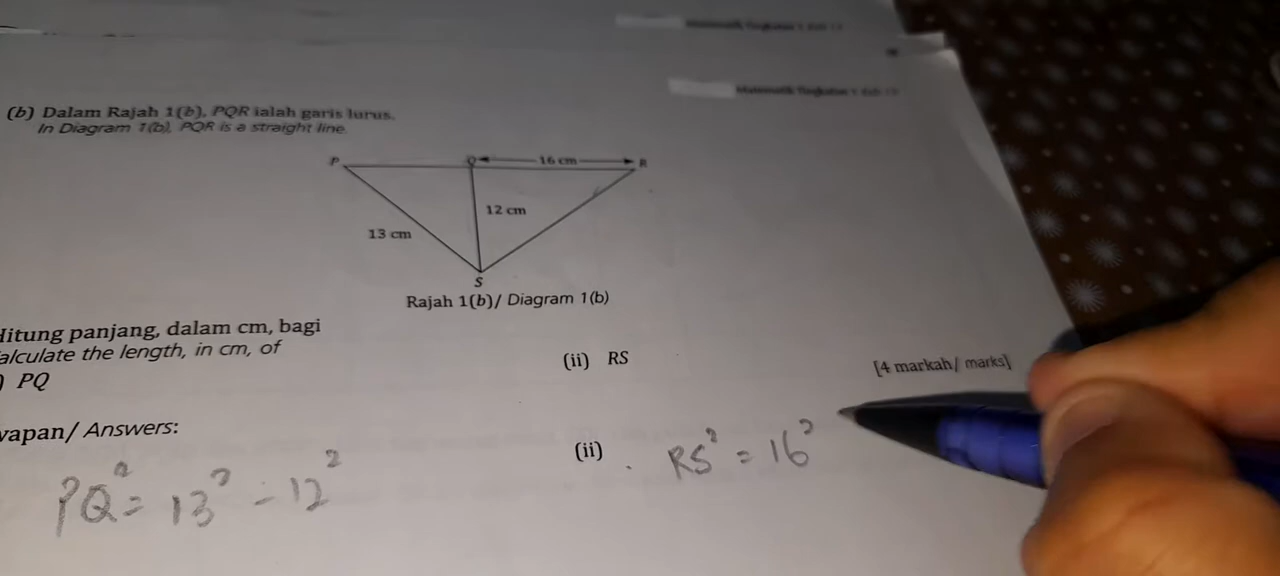 (b) Dalam Rajah 1(b), PQR ialah garis lurus.
In Diagram 1(b), PQR is a straight line.
P Q 16 cm R
12 cm
13 cm
S
Rajah 1(b)/ Diagram 1(b)
Hitung panjang, dalam cm, bagi
alculate the length, in cm, of
) PQ
(ii) RS
[4 markah/ marks]
wapan/ Answers:
PQ² = 13² - 12²
(ii) . RS² = 16²